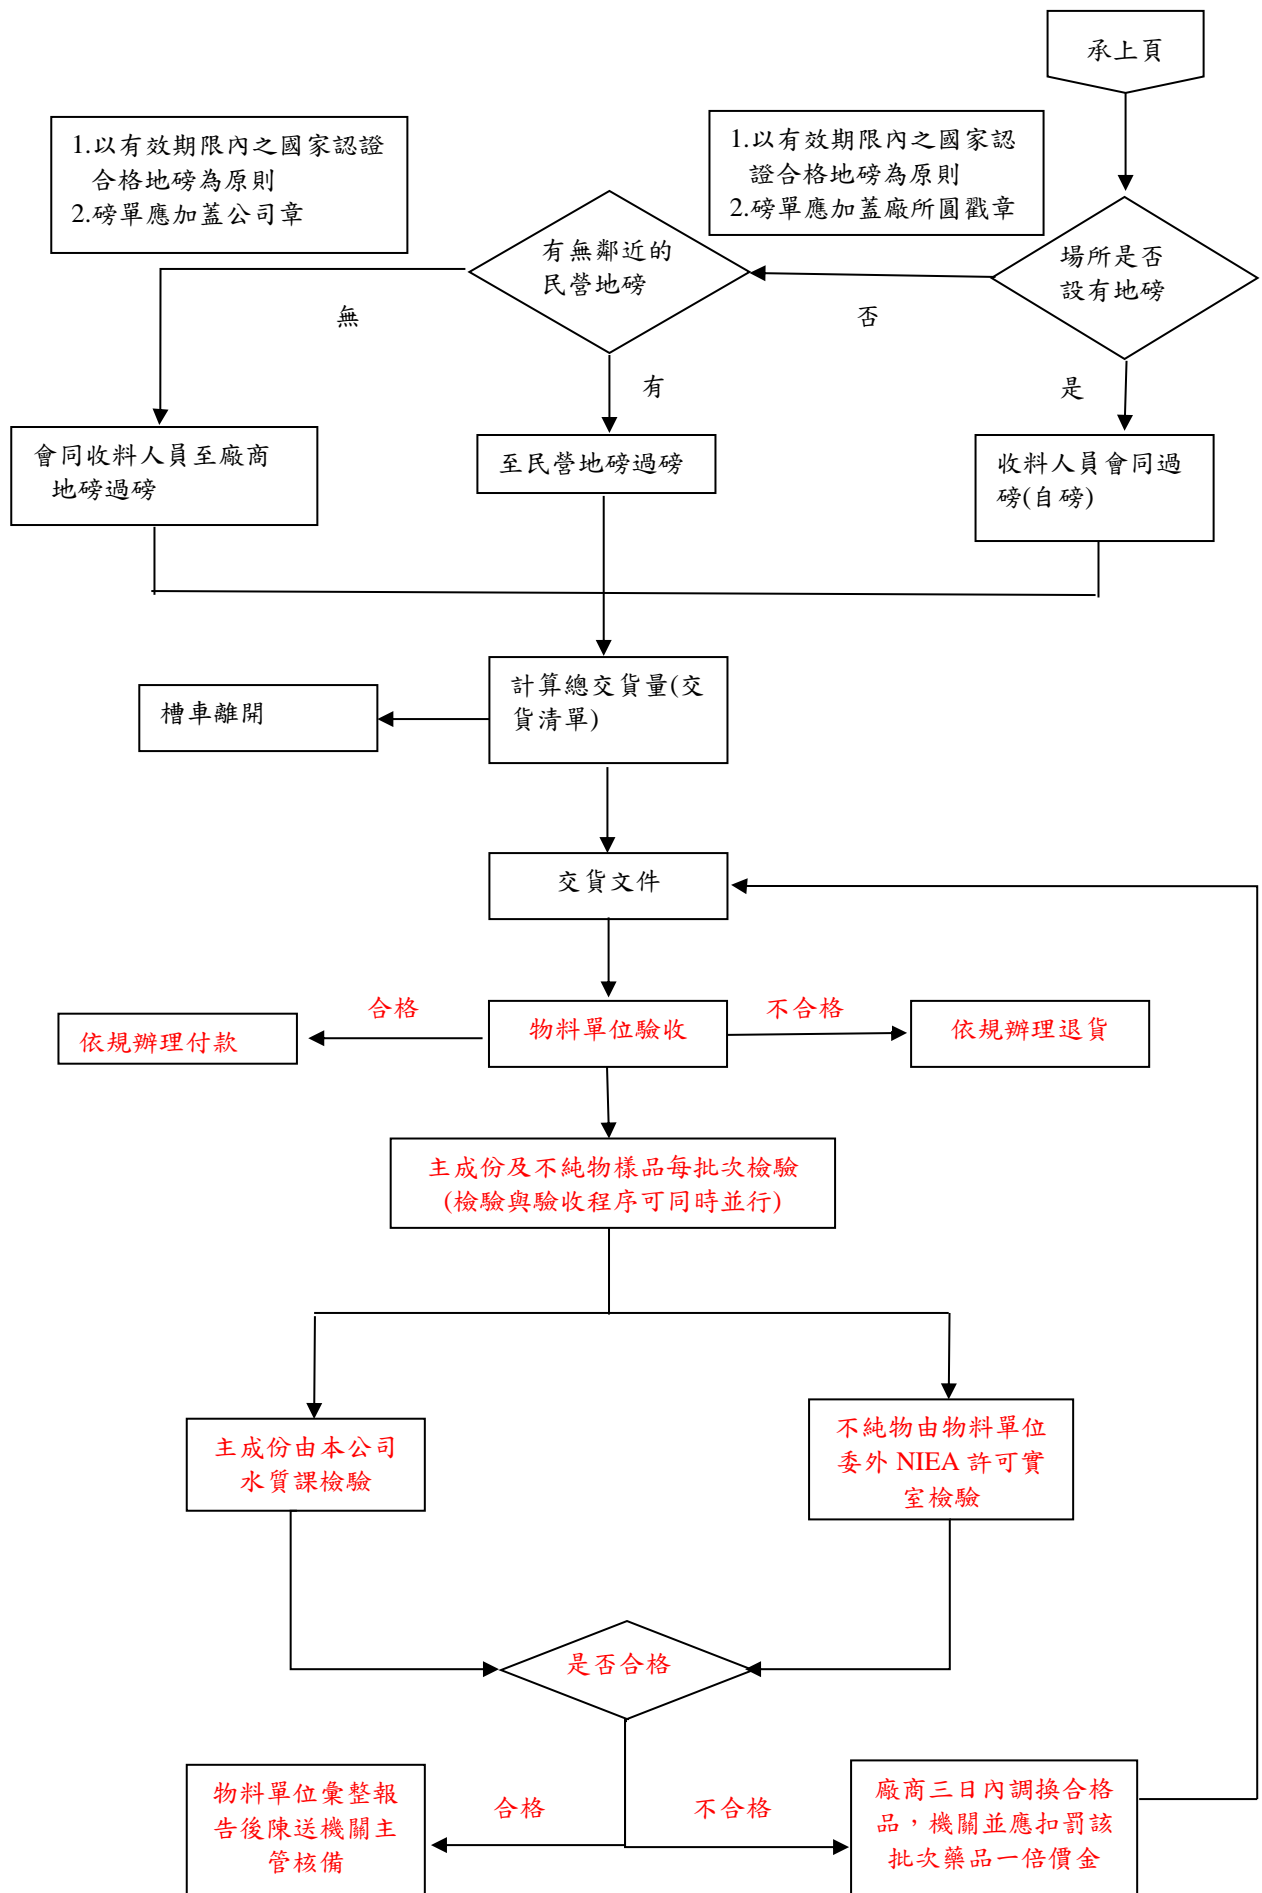 承上頁
1.以有效期限內之國家認證
合格地磅為原則
2.磅單應加蓋公司章
1.以有效期限內之國家認
證合格地磅為原則
2.磅單應加蓋廠所圓戳章
有無鄰近的
民營地磅
場所是否
設有地磅
無
否
有
是
會同收料人員至廠商
地磅過磅
至民營地磅過磅
收料人員會同過
磅(自磅)
計算總交貨量(交
貨清單)
槽車離開
交貨文件
合格
不合格
依規辦理付款
物料單位驗收
依規辦理退貨
主成份及不純物樣品每批次檢驗
(檢驗與驗收程序可同時並行)
主成份由本公司
水質課檢驗
不純物由物料單位
委外 NIEA 許可實
室檢驗
是否合格
物料單位彙整報
告後陳送機關主
管核備
合格
不合格
廠商三日內調換合格
品，機關並應扣罰該
批次藥品一倍價金